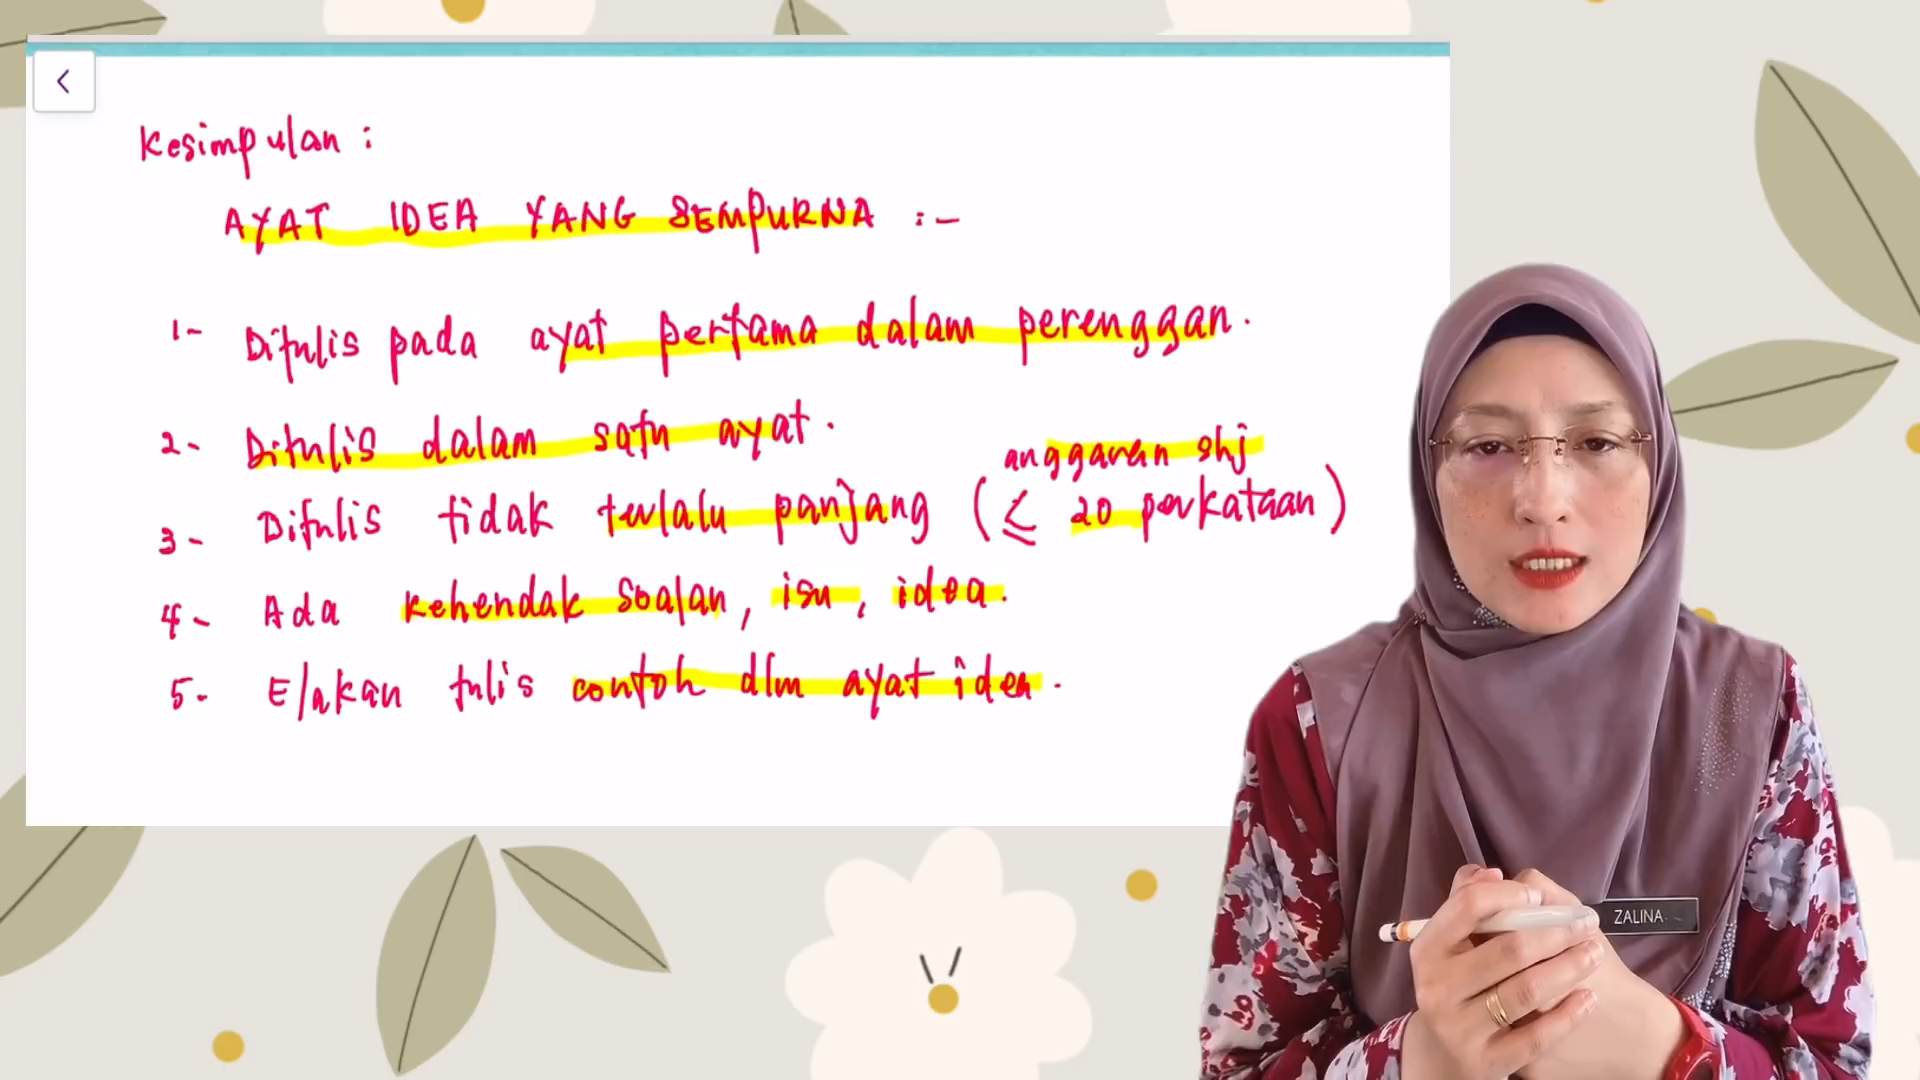 Kesimpulan :
AYAT IDEA YANG SEMPURNA :-
1- Ditulis pada ayat pertama dalam perenggan.
2- Ditulis dalam satu ayat.
anggaran shj
3- Ditulis tidak terlalu panjang (≤ 20 perkataan)
4- Ada kehendak soalan, isu, idea.
5- Elakan tulis contoh dlm ayat idea.
ZALINA